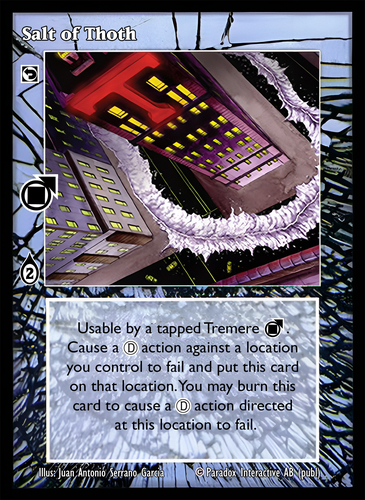 Salt of Thoth
2
Usable by a tapped Tremere .
Cause a Ⓓ action against a location
you control to fail and put this card
on that location. You may burn this
card to cause a Ⓓ action directed
at this location to fail.
Illus: Juan Antonio Serrano García © Paradox Interactive AB (publ)